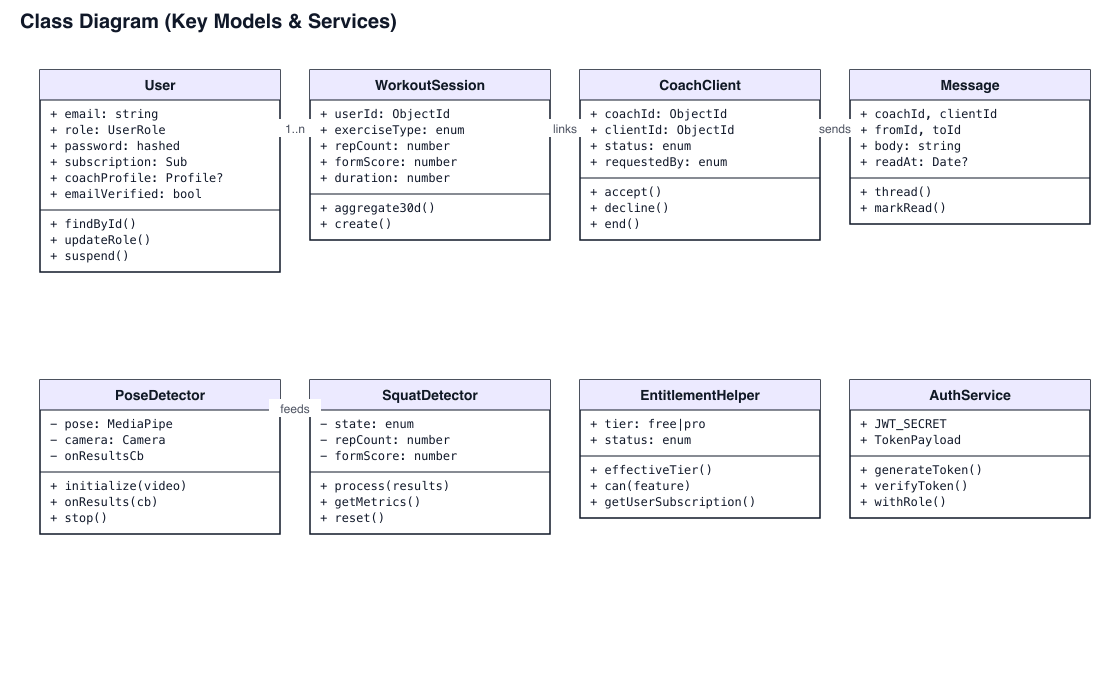 Class Diagram (Key Models & Services)
User
+ email: string
+ role: UserRole
+ password: hashed
+ subscription: Sub
+ coachProfile: Profile?
+ emailVerified: bool
+ findById()
+ updateRole()
+ suspend()
1..n
WorkoutSession
+ userId: ObjectId
+ exerciseType: enum
+ repCount: number
+ formScore: number
+ duration: number
+ aggregate30d()
+ create()
links
CoachClient
+ coachId: ObjectId
+ clientId: ObjectId
+ status: enum
+ requestedBy: enum
+ accept()
+ decline()
+ end()
sends
Message
+ coachId, clientId
+ fromId, toId
+ body: string
+ readAt: Date?
+ thread()
+ markRead()
PoseDetector
− pose: MediaPipe
− camera: Camera
− onResultsCb
+ initialize(video)
+ onResults(cb)
+ stop()
feeds
SquatDetector
− state: enum
− repCount: number
− formScore: number
+ process(results)
+ getMetrics()
+ reset()
EntitlementHelper
+ tier: free|pro
+ status: enum
+ effectiveTier()
+ can(feature)
+ getUserSubscription()
AuthService
+ JWT_SECRET
+ TokenPayload
+ generateToken()
+ verifyToken()
+ withRole()